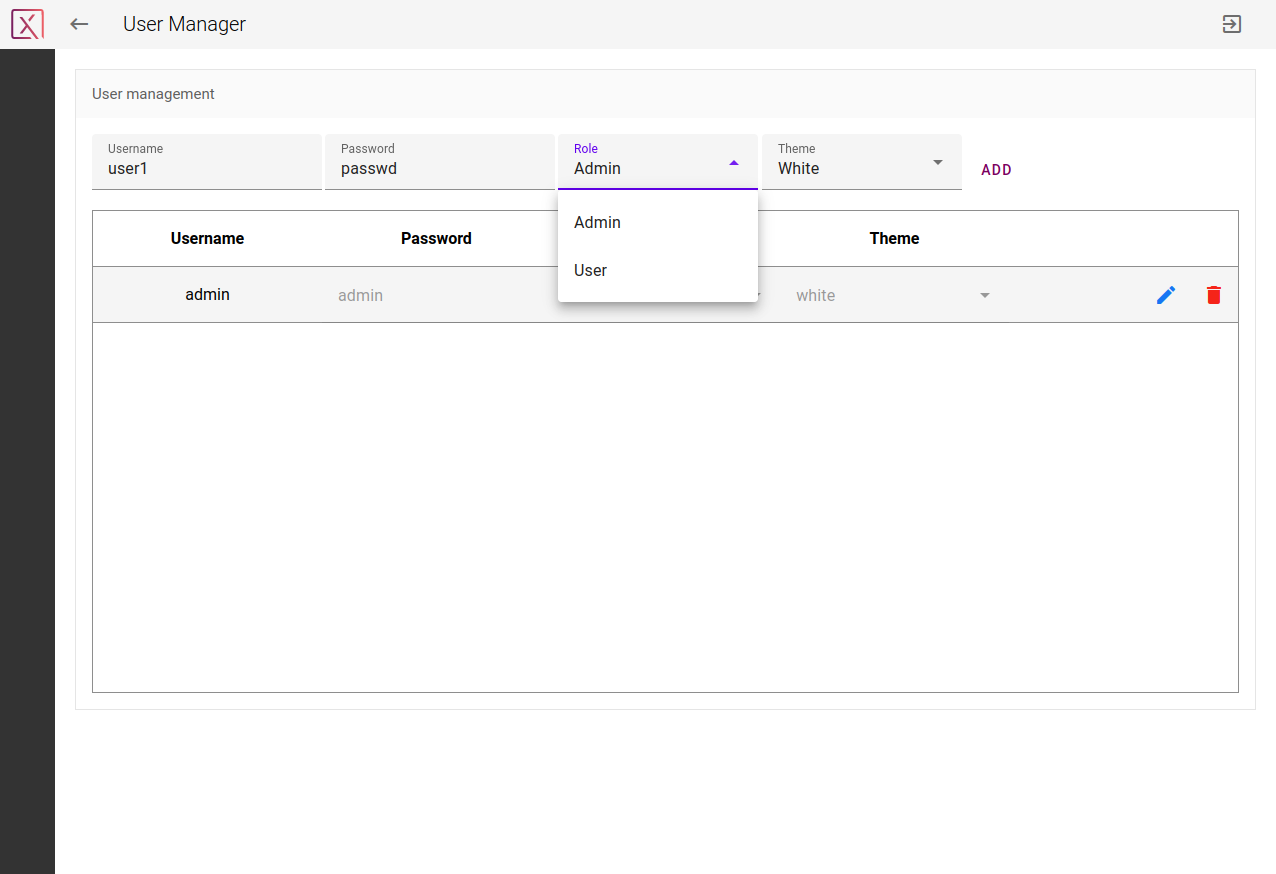 User Manager
User management
Username
Password
Role
Theme
user1
passwd
Admin
White
ADD
Admin
User
Username
Password
Theme
admin
admin
white